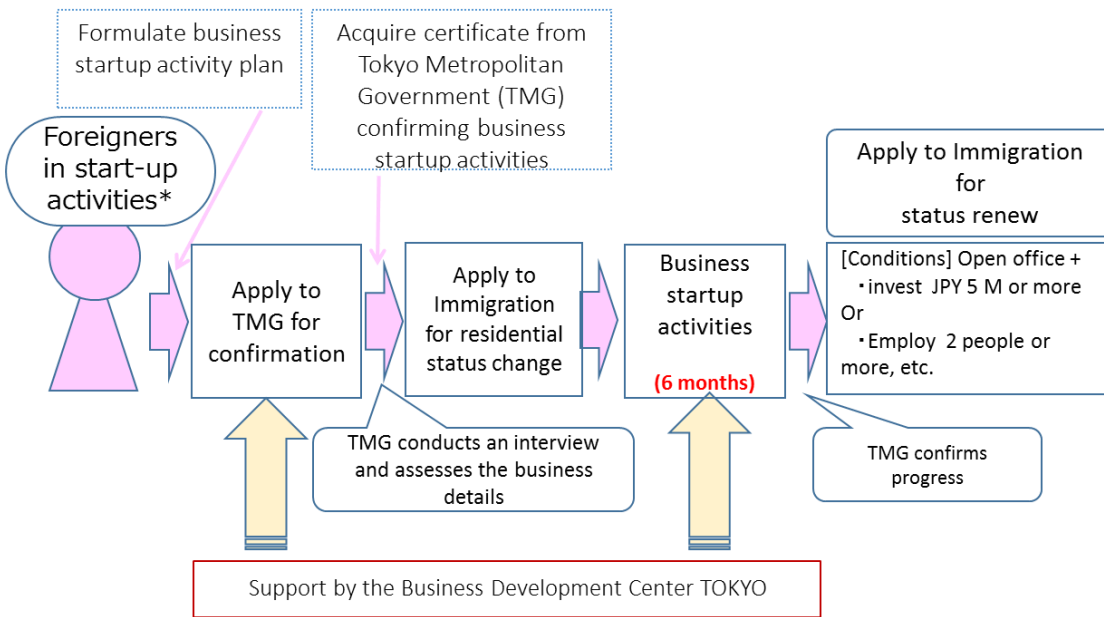 Formulate business
startup activity plan
Acquire certificate from
Tokyo Metropolitan
Government (TMG)
confirming business
startup activities
Foreigners
in start-up
activities*
Apply to
TMG for
confirmation
Apply to
Immigration
for residential
status change
Business
startup
activities
(6 months)
Apply to Immigration
for
status renew
[Conditions] Open office +
・invest JPY 5 M or more
Or
・Employ 2 people or
more, etc.
TMG conducts an interview
and assesses the business
details
TMG confirms
progress
Support by the Business Development Center TOKYO